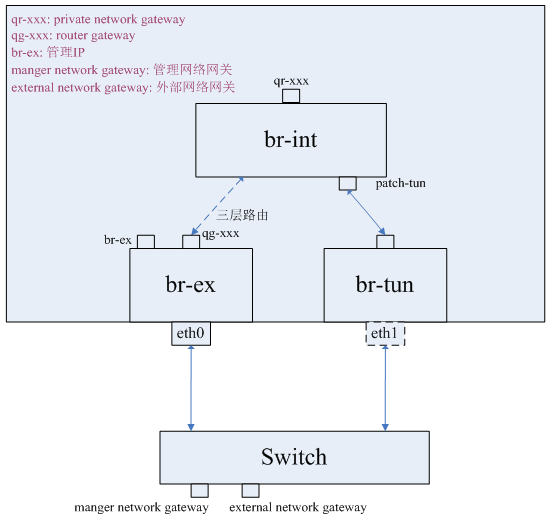 qr-xxx: private network gateway
qg-xxx: router gateway
br-ex: 管理IP
manger network gateway: 管理网络网关
external network gateway: 外部网络网关
qr-xxx
br-int
patch-tun
三层路由
br-ex
qg-xxx
br-ex
br-tun
eth0
eth1
Switch
manger network gateway
external network gateway